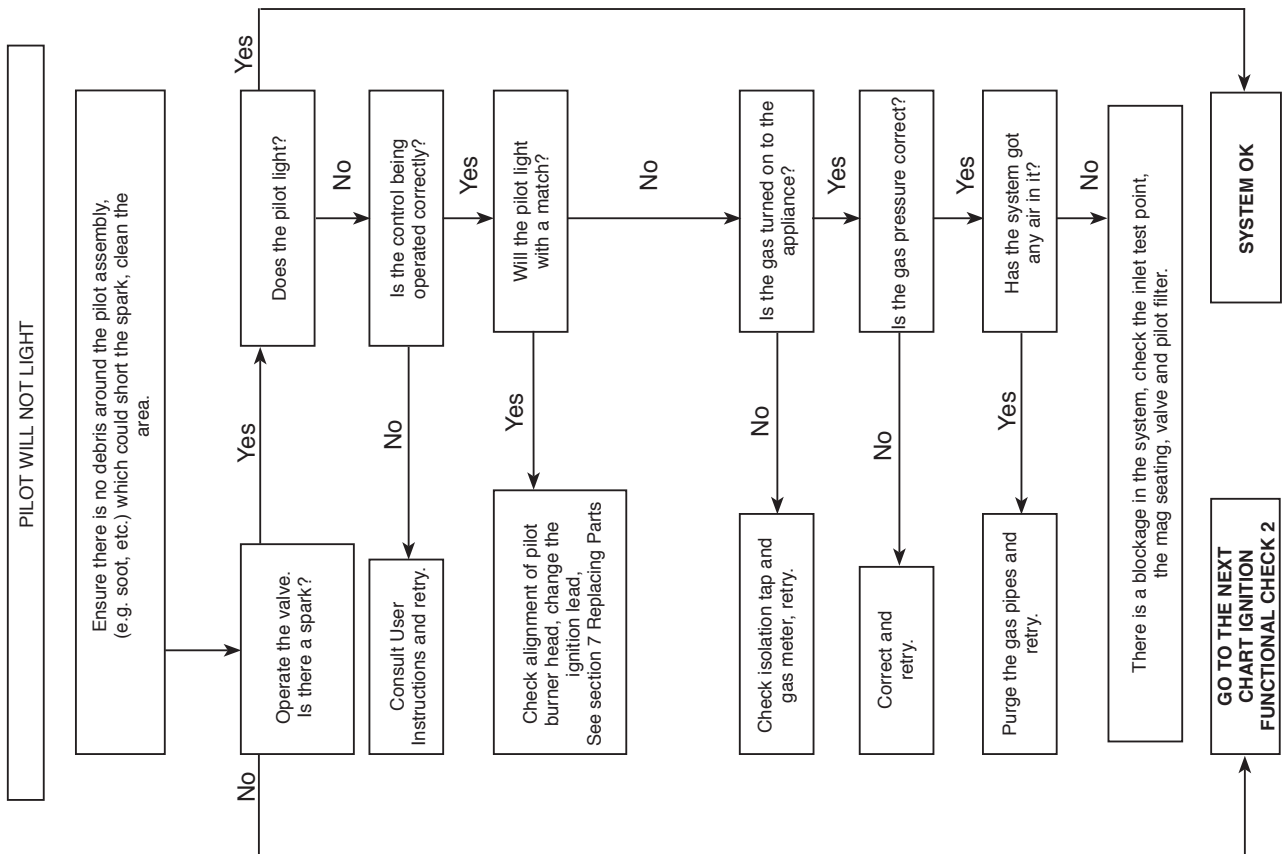 PILOT WILL NOT LIGHT
Ensure there is no debris around the pilot assembly,
(e.g. soot, etc.) which could short the spark, clean the
area.
Operate the valve.
Is there a spark?
No
Yes
Does the pilot light?
Yes
No
Is the control being
operated correctly?
No
Consult User
Instructions and retry.
Yes
Will the pilot light
with a match?
Yes
Check alignment of pilot
burner head, change the
ignition lead,
See section 7 Replacing Parts
No
Is the gas turned on to the
appliance?
No
Check isolation tap and
gas meter, retry.
Yes
Is the gas pressure correct?
No
Correct and
retry.
Yes
Has the system got
any air in it?
Yes
Purge the gas pipes and
retry.
No
There is a blockage in the system, check the inlet test point,
the mag seating, valve and pilot filter.
GO TO THE NEXT
CHART IGNITION
FUNCTIONAL CHECK 2
SYSTEM OK